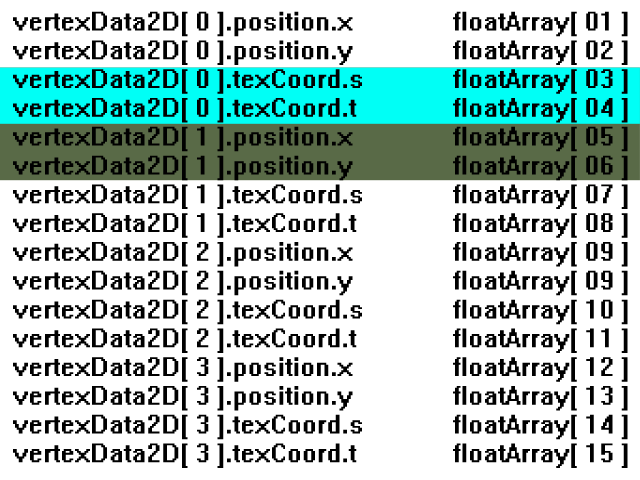 vertexData2D[ 0 ].position.x floatArray[ 01 ]
vertexData2D[ 0 ].position.y floatArray[ 02 ]
vertexData2D[ 0 ].texCoord.s floatArray[ 03 ]
vertexData2D[ 0 ].texCoord.t floatArray[ 04 ]
vertexData2D[ 1 ].position.x floatArray[ 05 ]
vertexData2D[ 1 ].position.y floatArray[ 06 ]
vertexData2D[ 1 ].texCoord.s floatArray[ 07 ]
vertexData2D[ 1 ].texCoord.t floatArray[ 08 ]
vertexData2D[ 2 ].position.x floatArray[ 09 ]
vertexData2D[ 2 ].position.y floatArray[ 09 ]
vertexData2D[ 2 ].texCoord.s floatArray[ 10 ]
vertexData2D[ 2 ].texCoord.t floatArray[ 11 ]
vertexData2D[ 3 ].position.x floatArray[ 12 ]
vertexData2D[ 3 ].position.y floatArray[ 13 ]
vertexData2D[ 3 ].texCoord.s floatArray[ 14 ]
vertexData2D[ 3 ].texCoord.t floatArray[ 15 ]